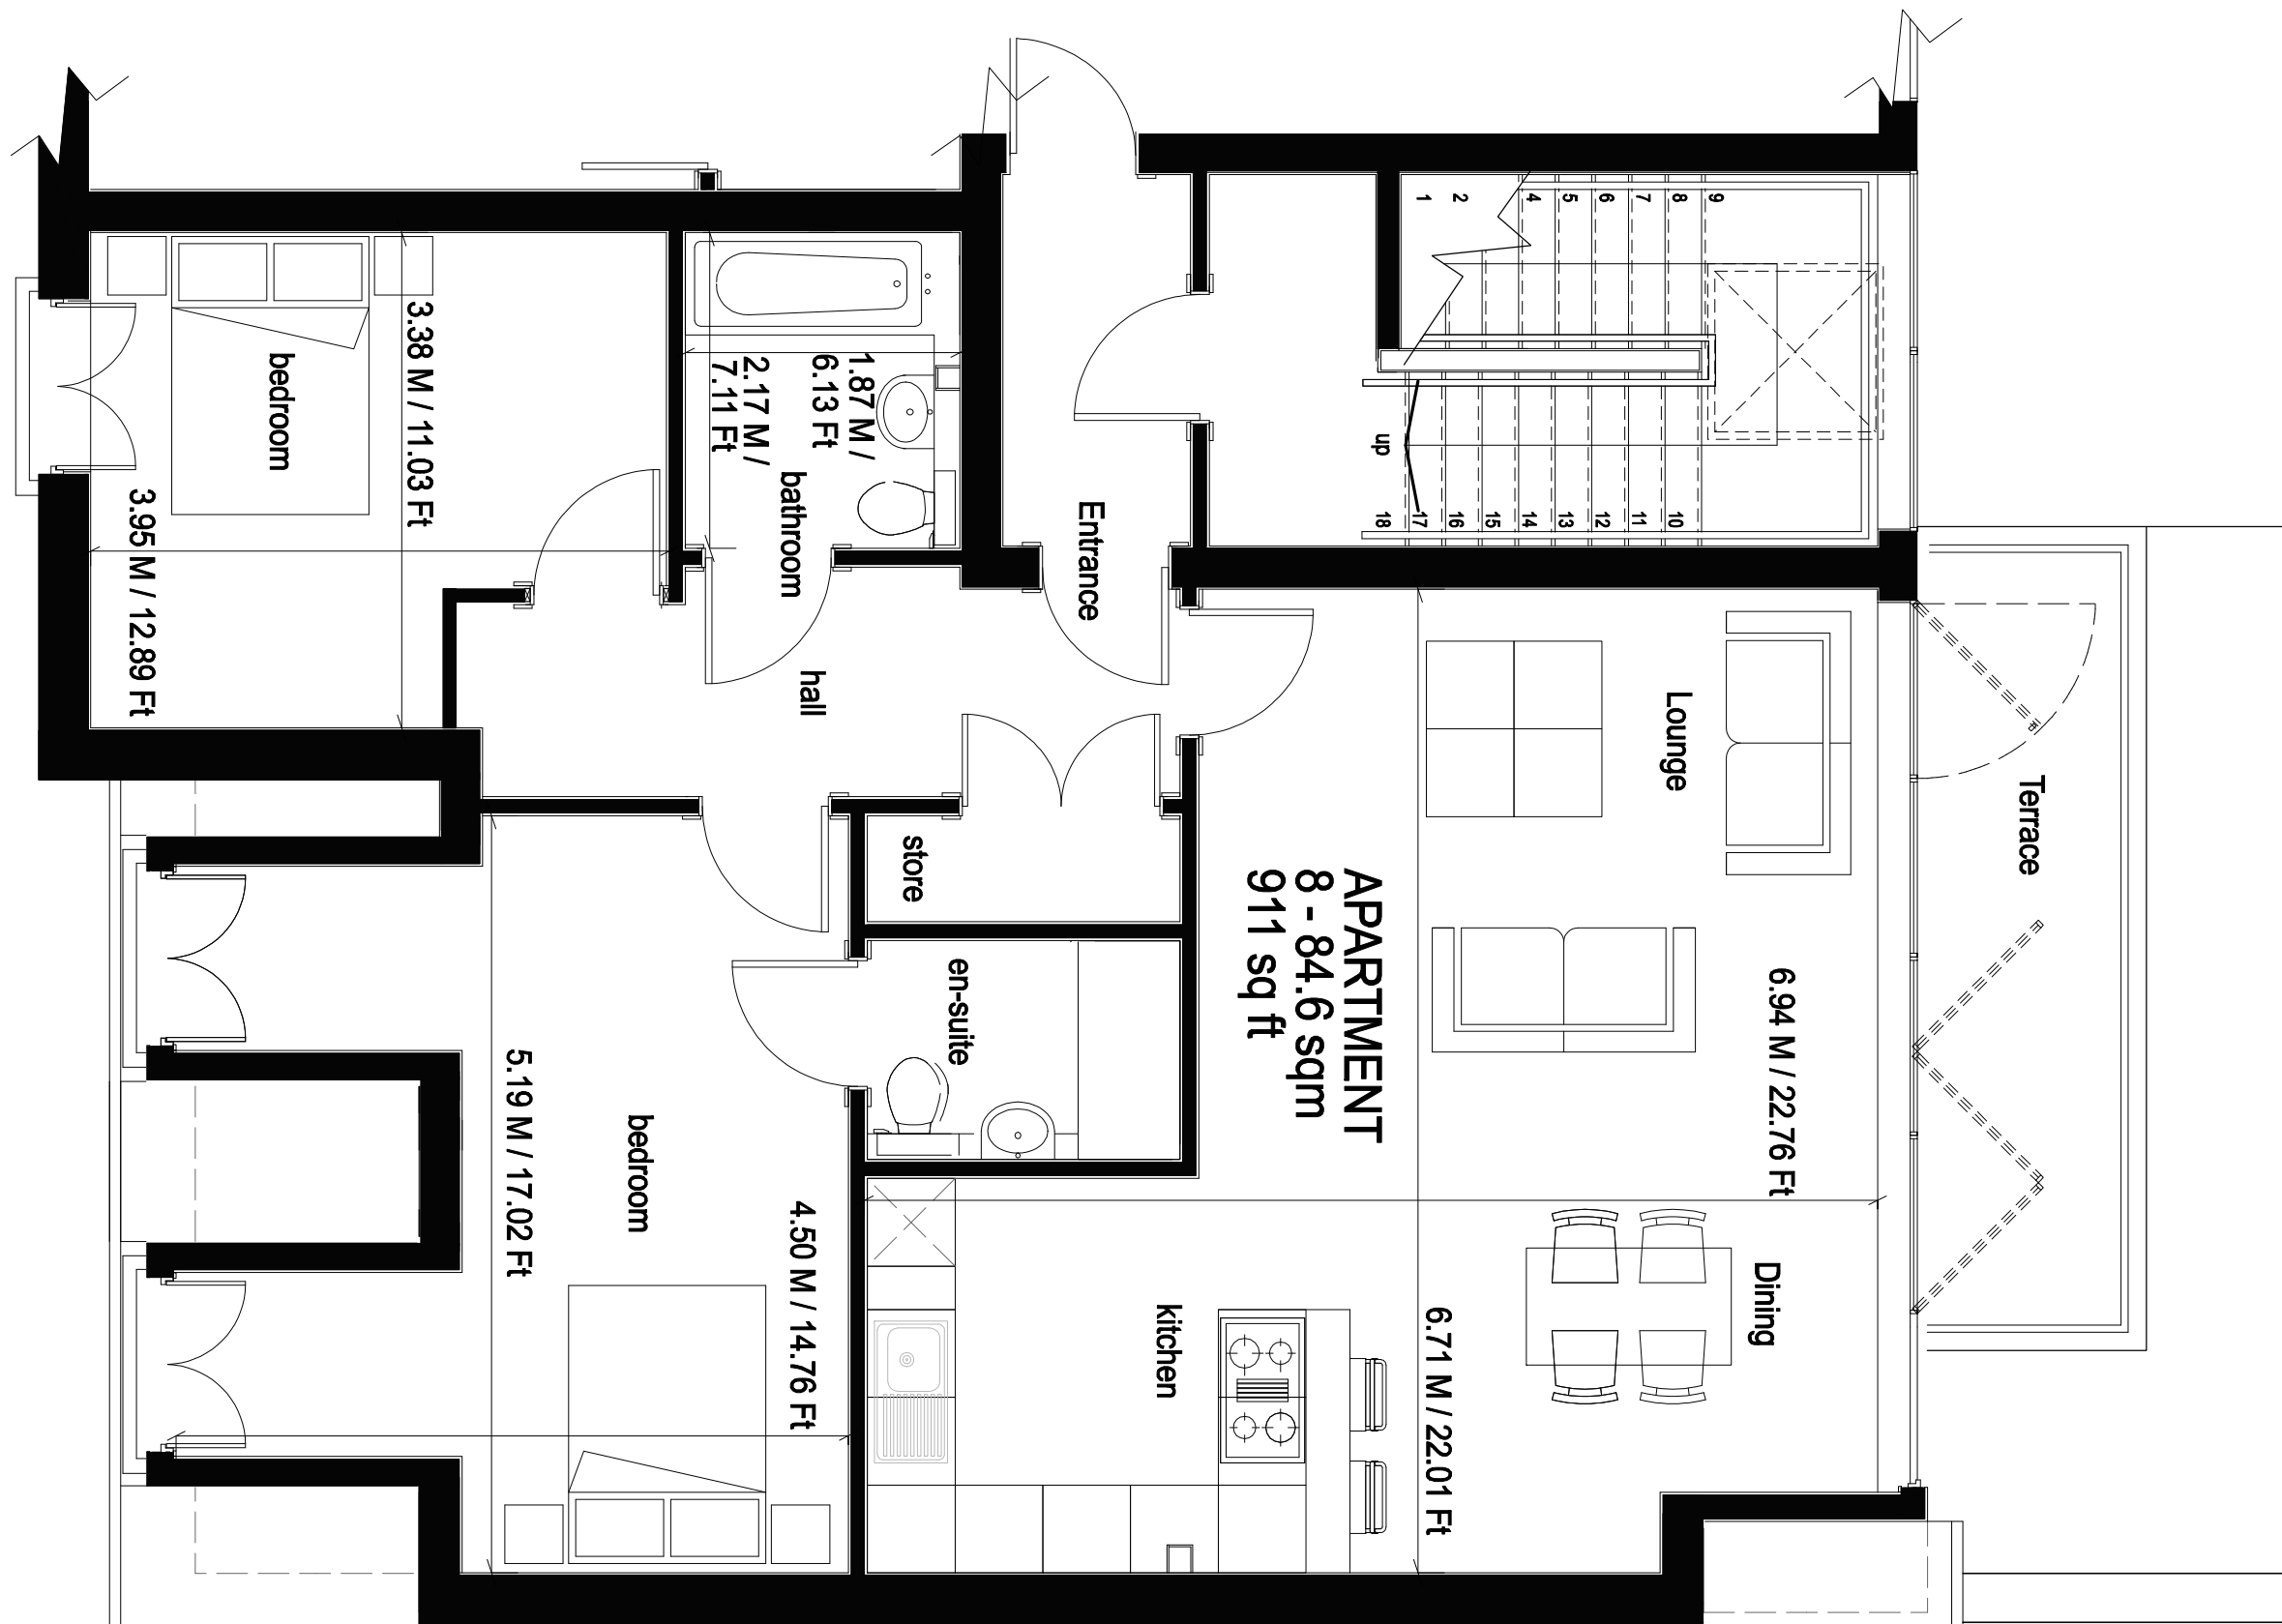 1
2
4
5
6
7
8
9
up
18
17
16
15
14
13
12
11
10
Entrance
bedroom
3.38 M / 11.03 Ft
3.95 M / 12.89 Ft
1.87 M /
6.13 Ft
2.17 M /
7.11 Ft
bathroom
hall
store
en-suite
bedroom
5.19 M / 17.02 Ft
4.50 M / 14.76 Ft
APARTMENT
8 - 84.6 sqm
911 sq ft
Lounge
Terrace
6.94 M / 22.76 Ft
Dining
6.71 M / 22.01 Ft
kitchen